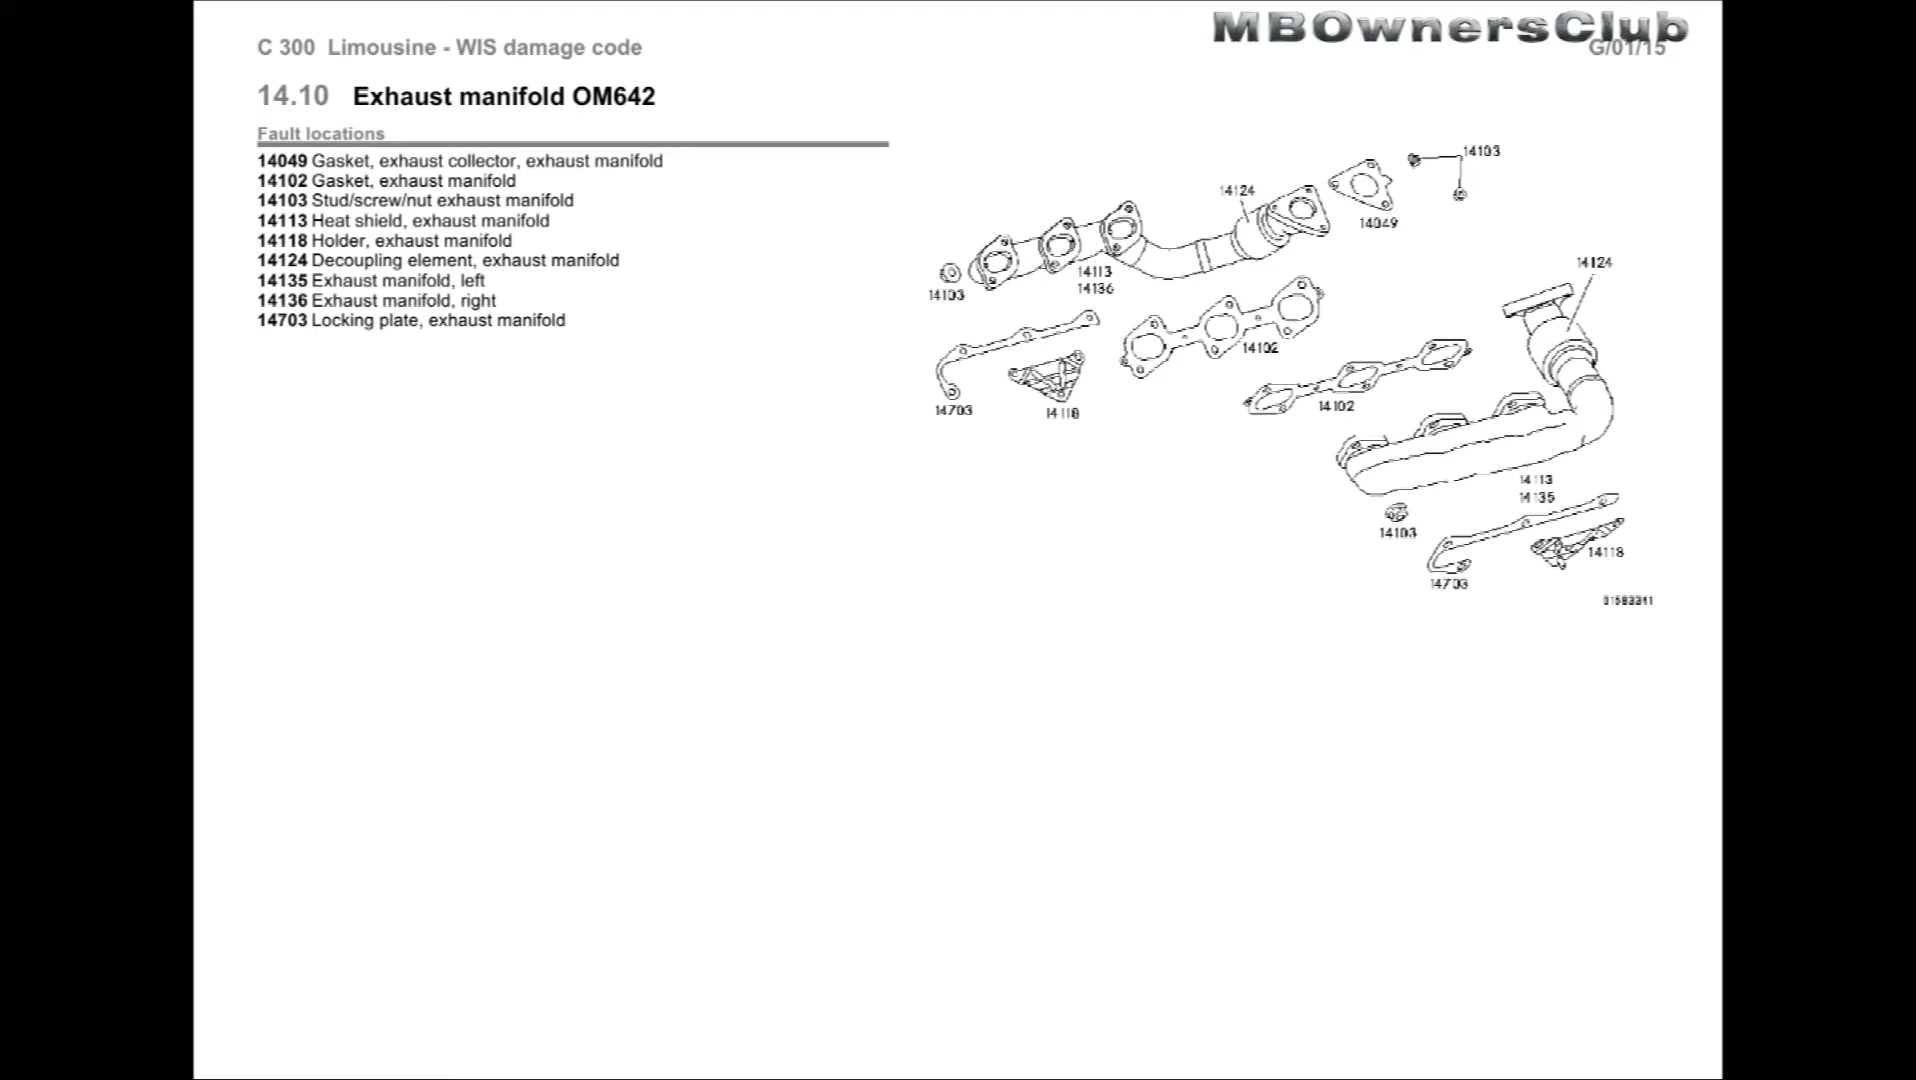 MBOwnersClub
C 300 Limousine - WIS damage code
G/01/15
14.10 Exhaust manifold OM642
Fault locations
14049 Gasket, exhaust collector, exhaust manifold
14102 Gasket, exhaust manifold
14103 Stud/screw/nut exhaust manifold
14113 Heat shield, exhaust manifold
14118 Holder, exhaust manifold
14124 Decoupling element, exhaust manifold
14135 Exhaust manifold, left
14136 Exhaust manifold, right
14703 Locking plate, exhaust manifold
14103
14124
14049
14124
14113
14136
14103
14102
14102
14703
14118
14113
14135
14103
14118
14703